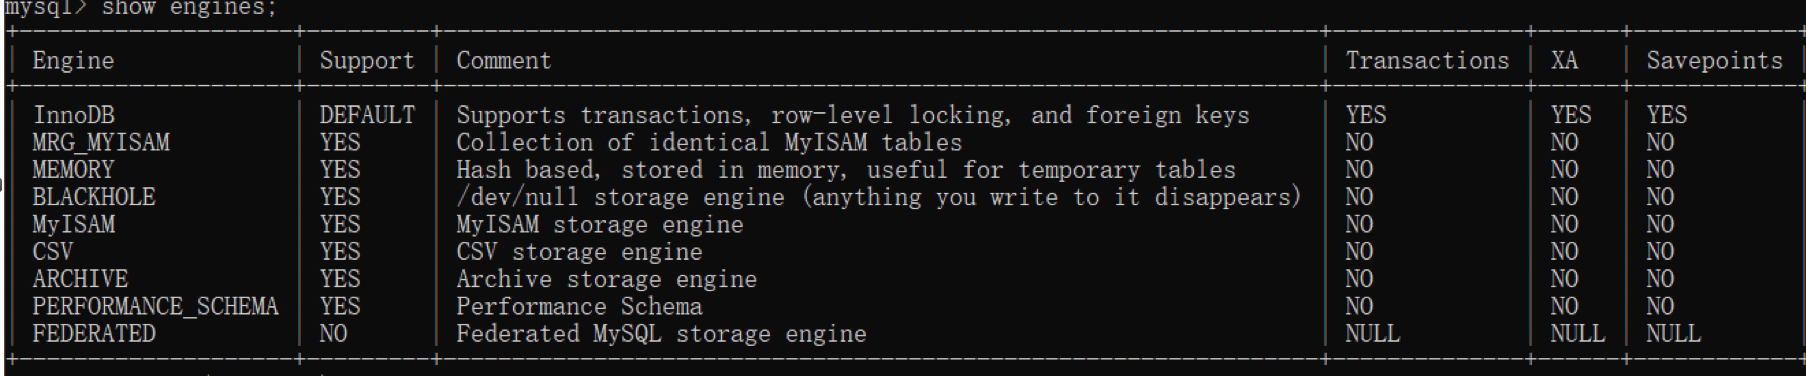 mysql> show engines;
Engine Support Comment Transactions XA Savepoints
InnoDB DEFAULT Supports transactions, row-level locking, and foreign keys YES YES YES
MRG_MYISAM YES Collection of identical MyISAM tables NO NO NO
MEMORY YES Hash based, stored in memory, useful for temporary tables NO NO NO
BLACKHOLE YES /dev/null storage engine (anything you write to it disappears) NO NO NO
MyISAM YES MyISAM storage engine NO NO NO
CSV YES CSV storage engine NO NO NO
ARCHIVE YES Archive storage engine NO NO NO
PERFORMANCE_SCHEMA YES Performance Schema NO NO NO
FEDERATED NO Federated MySQL storage engine NULL NULL NULL